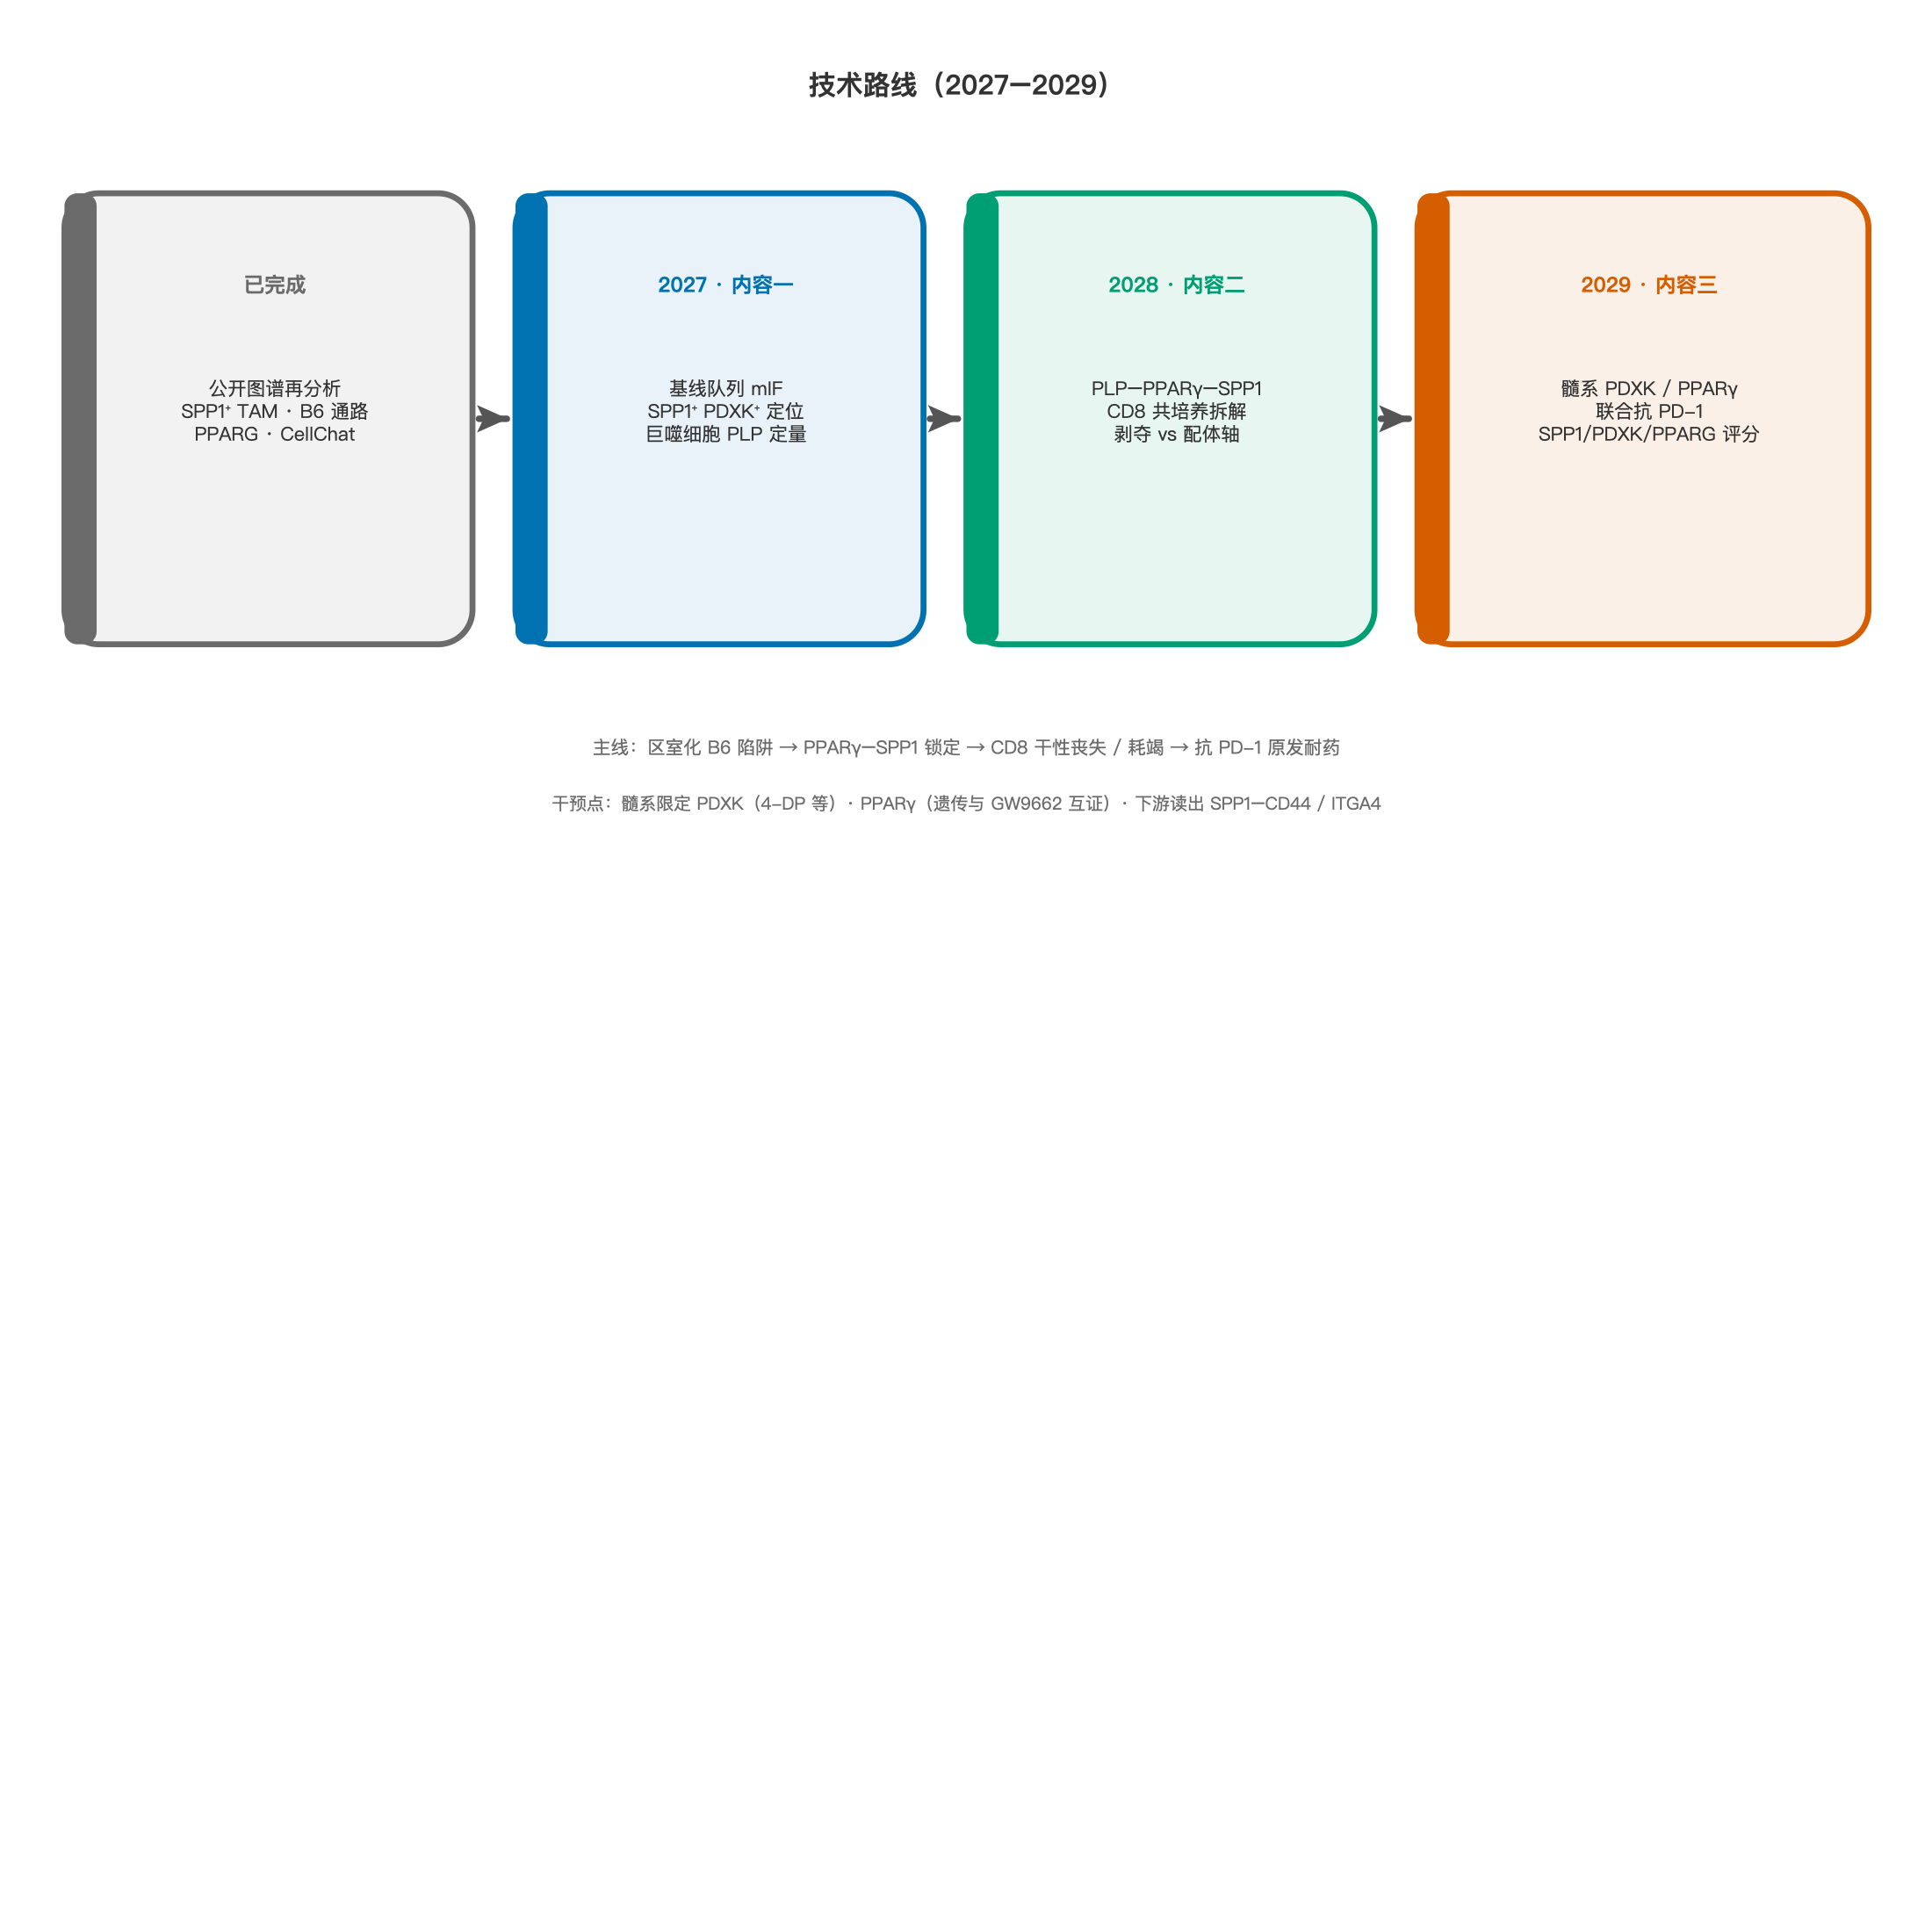 技术路线（2027—2029）
已完成
公开图谱再分析
SPP1⁺ TAM · B6 通路
PPARG · CellChat
2027 · 内容一
基线队列 mIF
SPP1⁺ PDXK⁺ 定位
巨噬细胞 PLP 定量
2028 · 内容二
PLP—PPARγ—SPP1
CD8 共培养拆解
剥夺 vs 配体轴
2029 · 内容三
髓系 PDXK / PPARγ
联合抗 PD–1
SPP1/PDXK/PPARG 评分
主线：区室化 B6 陷阱 → PPARγ—SPP1 锁定 → CD8 干性丧失 / 耗竭 → 抗 PD–1 原发耐药
干预点：髓系限定 PDXK（4–DP 等）· PPARγ（遗传与 GW9662 互证）· 下游读出 SPP1—CD44 / ITGA4